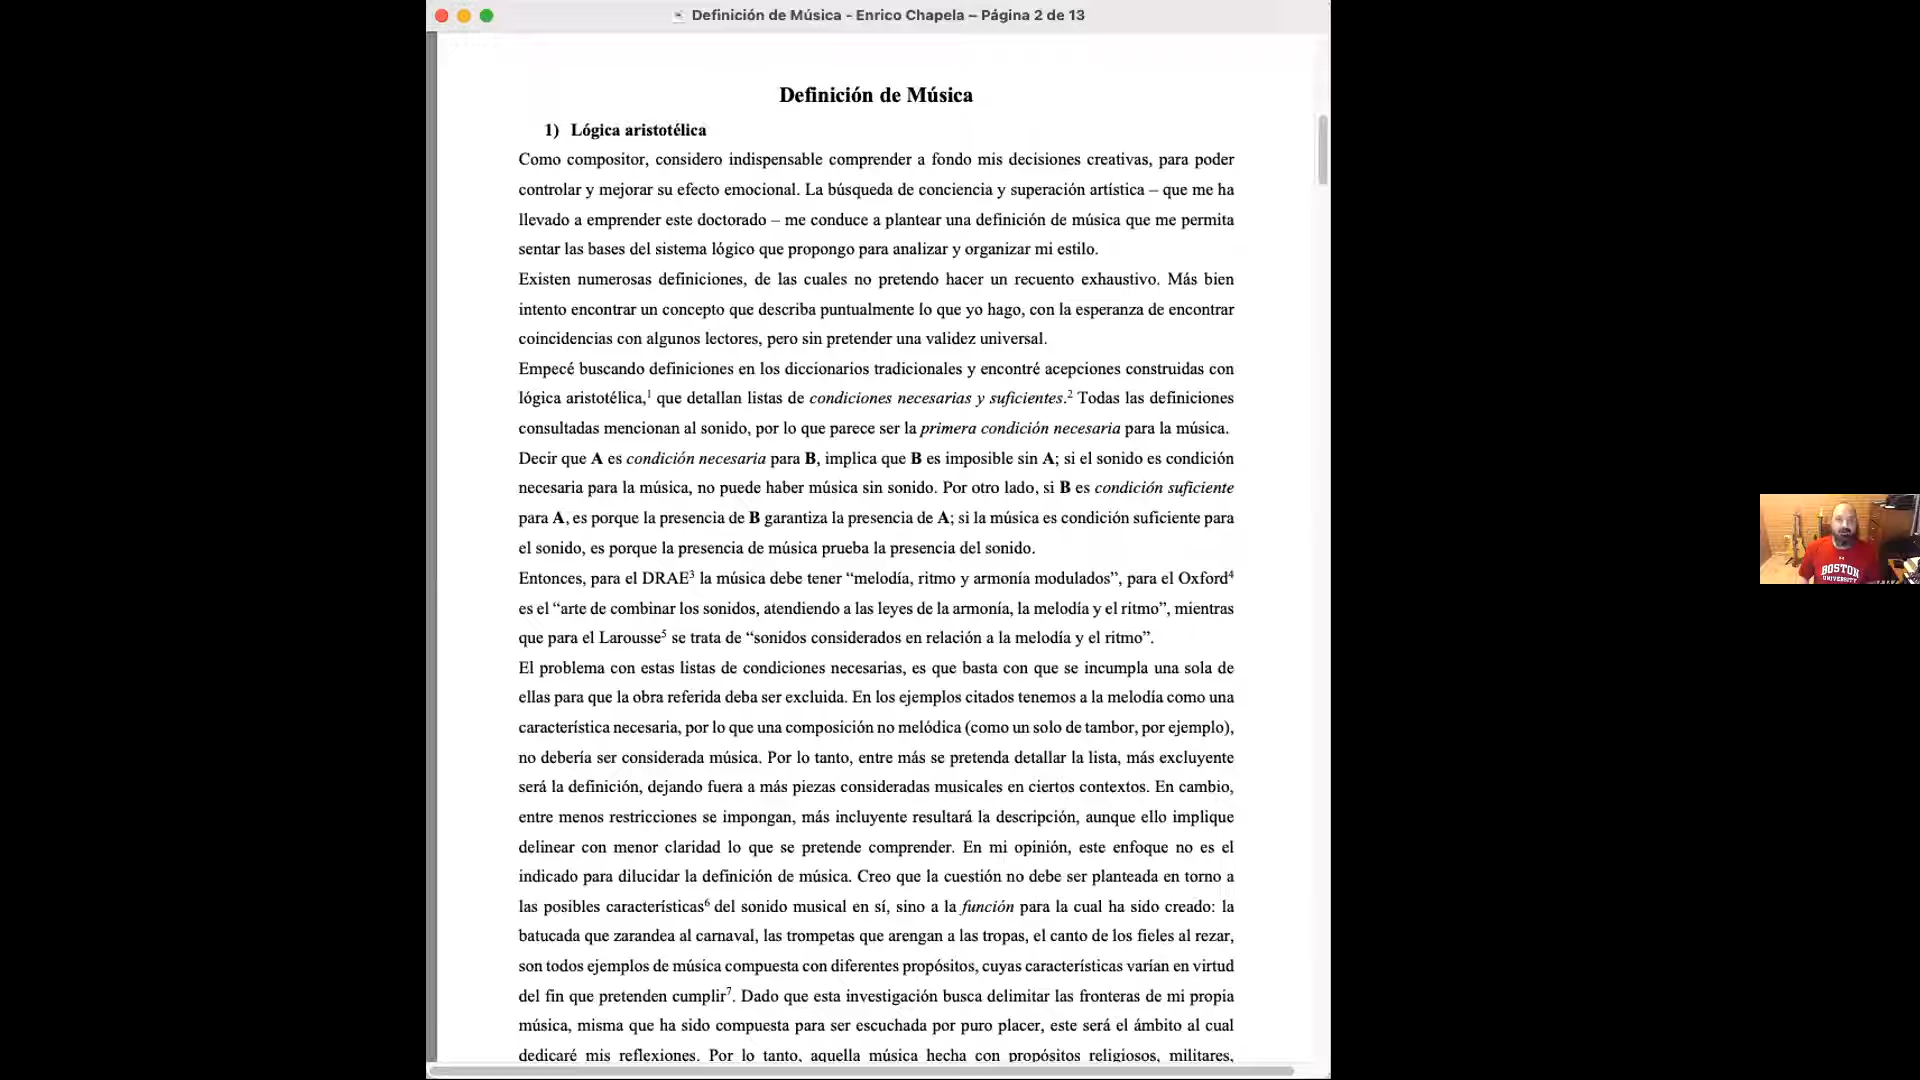 Definición de Música - Enrico Chapela – Página 2 de 13
Definición de Música
1) Lógica aristotélica
Como compositor, considero indispensable comprender a fondo mis decisiones creativas, para poder
controlar y mejorar su efecto emocional. La búsqueda de conciencia y superación artística – que me ha
llevado a emprender este doctorado – me conduce a plantear una definición de música que me permita
sentar las bases del sistema lógico que propongo para analizar y organizar mi estilo.
Existen numerosas definiciones, de las cuales no pretendo hacer un recuento exhaustivo. Más bien
intento encontrar un concepto que describa puntualmente lo que yo hago, con la esperanza de encontrar
coincidencias con algunos lectores, pero sin pretender una validez universal.
Empecé buscando definiciones en los diccionarios tradicionales y encontré acepciones construidas con
lógica aristotélica,¹ que detallan listas de condiciones necesarias y suficientes.² Todas las definiciones
consultadas mencionan al sonido, por lo que parece ser la primera condición necesaria para la música.
Decir que A es condición necesaria para B, implica que B es imposible sin A; si el sonido es condición
necesaria para la música, no puede haber música sin sonido. Por otro lado, si B es condición suficiente
para A, es porque la presencia de B garantiza la presencia de A; si la música es condición suficiente para
el sonido, es porque la presencia de música prueba la presencia del sonido.
Entonces, para el DRAE³ la música debe tener “melodía, ritmo y armonía modulados”, para el Oxford⁴
es el “arte de combinar los sonidos, atendiendo a las leyes de la armonía, la melodía y el ritmo”, mientras
que para el Larousse⁵ se trata de “sonidos considerados en relación a la melodía y el ritmo”.
El problema con estas listas de condiciones necesarias, es que basta con que se incumpla una sola de
ellas para que la obra referida deba ser excluida. En los ejemplos citados tenemos a la melodía como una
característica necesaria, por lo que una composición no melódica (como un solo de tambor, por ejemplo),
no debería ser considerada música. Por lo tanto, entre más se pretenda detallar la lista, más excluyente
será la definición, dejando fuera a más piezas consideradas musicales en ciertos contextos. En cambio,
entre menos restricciones se impongan, más incluyente resultará la descripción, aunque ello implique
delinear con menor claridad lo que se pretende comprender. En mi opinión, este enfoque no es el
indicado para dilucidar la definición de música. Creo que la cuestión no debe ser planteada en torno a
las posibles características⁶ del sonido musical en sí, sino a la función para la cual ha sido creado: la
batucada que zarandea al carnaval, las trompetas que arengan a las tropas, el canto de los fieles al rezar,
son todos ejemplos de música compuesta con diferentes propósitos, cuyas características varían en virtud
del fin que pretenden cumplir⁷. Dado que esta investigación busca delimitar las fronteras de mi propia
música, misma que ha sido compuesta para ser escuchada por puro placer, este será el ámbito al cual
dedicaré mis reflexiones. Por lo tanto, aquella música hecha con propósitos religiosos, militares,
BOSTON
UNIVERSITY